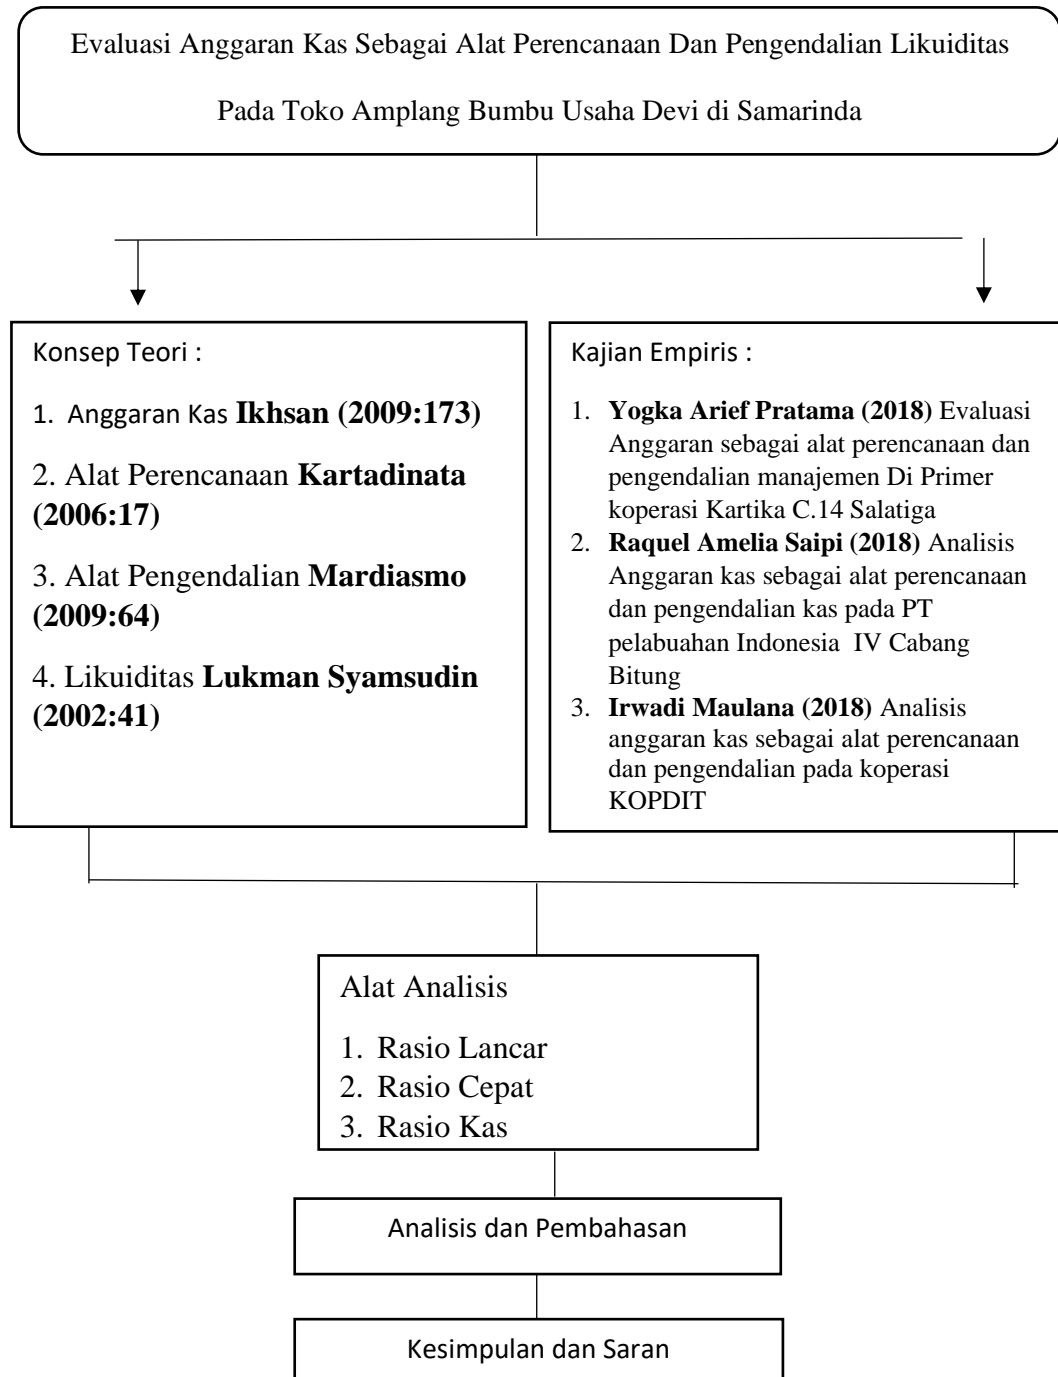 Evaluasi Anggaran Kas Sebagai Alat Perencanaan Dan Pengendalian Likuiditas
Pada Toko Amplang Bumbu Usaha Devi di Samarinda
Konsep Teori :
1. Anggaran Kas Ikhsan (2009:173)
2. Alat Perencanaan Kartadinata
(2006:17)
3. Alat Pengendalian Mardiasmo
(2009:64)
4. Likuiditas Lukman Syamsudin
(2002:41)
Kajian Empiris :
1. Yogka Arief Pratama (2018) Evaluasi
Anggaran sebagai alat perencanaan dan
pengendalian manajemen Di Primer
koperasi Kartika C.14 Salatiga
2. Raquel Amelia Saipi (2018) Analisis
Anggaran kas sebagai alat perencanaan
dan pengendalian kas pada PT
pelabuahan Indonesia IV Cabang
Bitung
3. Irwadi Maulana (2018) Analisis
anggaran kas sebagai alat perencanaan
dan pengendalian pada koperasi
KOPDIT
Alat Analisis
1. Rasio Lancar
2. Rasio Cepat
3. Rasio Kas
Analisis dan Pembahasan
Kesimpulan dan Saran